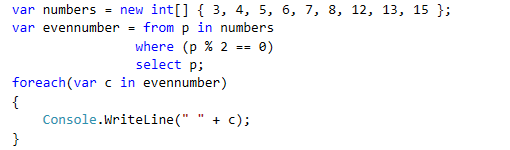 var numbers = new int[] { 3, 4, 5, 6, 7, 8, 12, 13, 15 };
var evennumber = from p in numbers
                where (p % 2 == 0)
                select p;
foreach(var c in evennumber)
{
    Console.WriteLine(" " + c);
}